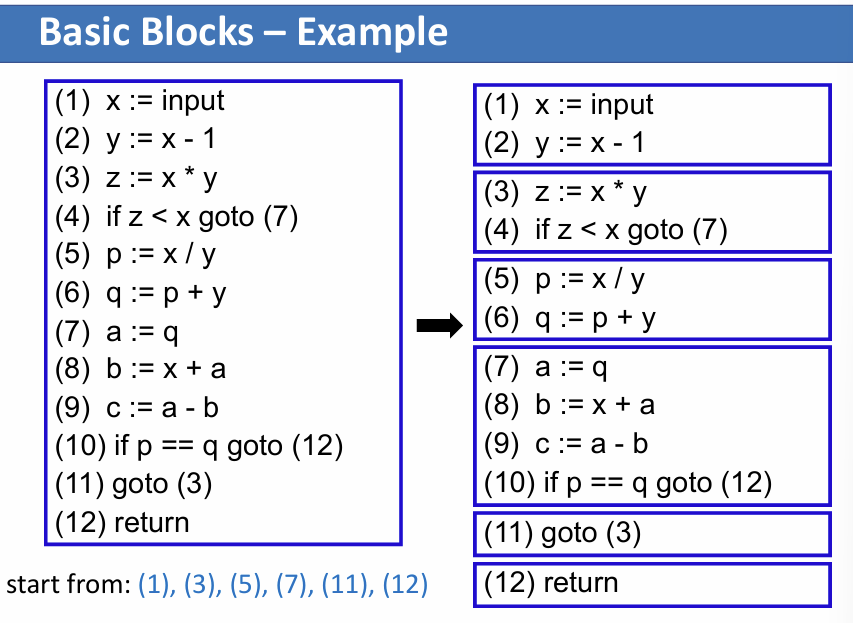 Basic Blocks – Example
(1) x := input
(2) y := x - 1
(3) z := x * y
(4) if z < x goto (7)
(5) p := x / y
(6) q := p + y
(7) a := q
(8) b := x + a
(9) c := a - b
(10) if p == q goto (12)
(11) goto (3)
(12) return
start from: (1), (3), (5), (7), (11), (12)
(1) x := input
(2) y := x - 1
(3) z := x * y
(4) if z < x goto (7)
(5) p := x / y
(6) q := p + y
(7) a := q
(8) b := x + a
(9) c := a - b
(10) if p == q goto (12)
(11) goto (3)
(12) return